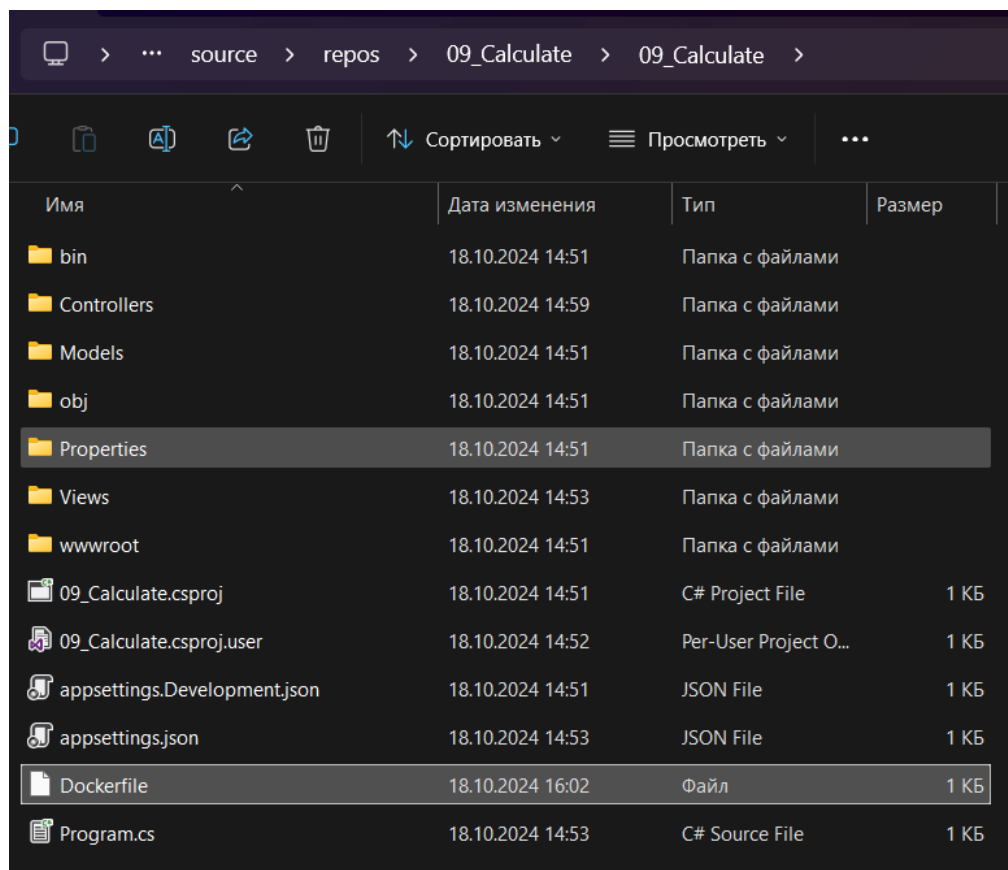 > ··· source > repos > 09_Calculate > 09_Calculate >
Сортировать Просмотреть ···
Имя Дата изменения Тип Размер
bin 18.10.2024 14:51 Папка с файлами
Controllers 18.10.2024 14:59 Папка с файлами
Models 18.10.2024 14:51 Папка с файлами
obj 18.10.2024 14:51 Папка с файлами
Properties 18.10.2024 14:51 Папка с файлами
Views 18.10.2024 14:53 Папка с файлами
wwwroot 18.10.2024 14:51 Папка с файлами
09_Calculate.csproj 18.10.2024 14:51 C# Project File 1 КБ
09_Calculate.csproj.user 18.10.2024 14:52 Per-User Project O... 1 КБ
appsettings.Development.json 18.10.2024 14:51 JSON File 1 КБ
appsettings.json 18.10.2024 14:53 JSON File 1 КБ
Dockerfile 18.10.2024 16:02 Файл 1 КБ
Program.cs 18.10.2024 14:53 C# Source File 1 КБ